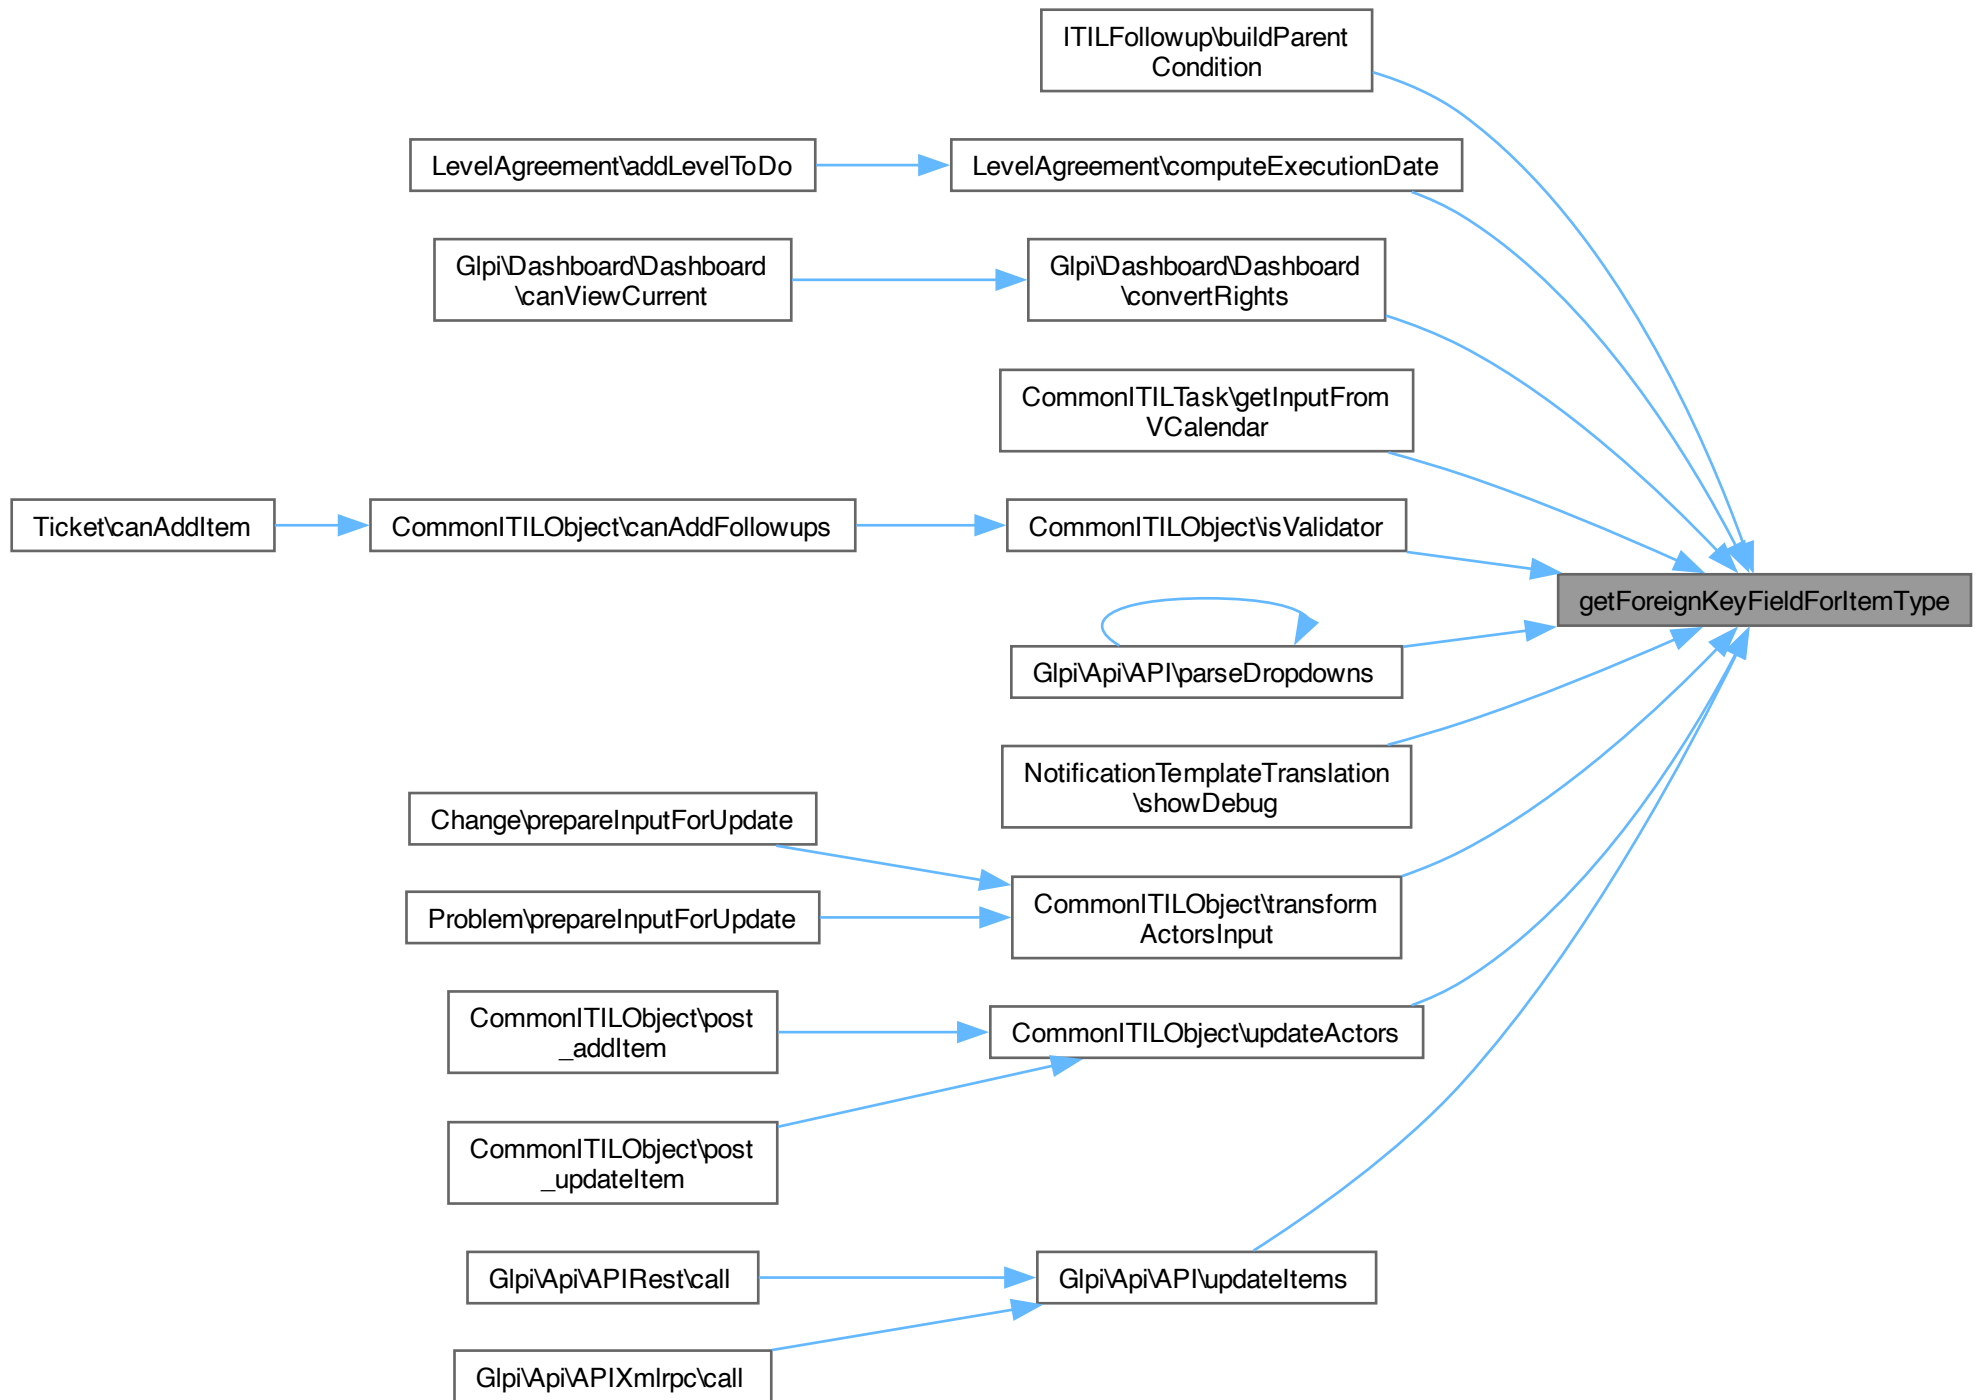 ITILFollowup\buildParent
Condition
LevelAgreement\addLevelToDo
LevelAgreement\computeExecutionDate
Glpi\Dashboard\Dashboard
\canViewCurrent
Glpi\Dashboard\Dashboard
\convertRights
CommonITILTask\getInputFrom
VCalendar
Ticket\canAddItem
CommonITILObject\canAddFollowups
CommonITILObject\isValidator
getForeignKeyFieldForItemType
Glpi\Api\API\parseDropdowns
NotificationTemplateTranslation
\showDebug
Change\prepareInputForUpdate
Problem\prepareInputForUpdate
CommonITILObject\transform
ActorsInput
CommonITILObject\post
_addItem
CommonITILObject\updateActors
CommonITILObject\post
_updateItem
Glpi\Api\APIRest\call
Glpi\Api\API\updateItems
Glpi\Api\APIXmlrpc\call